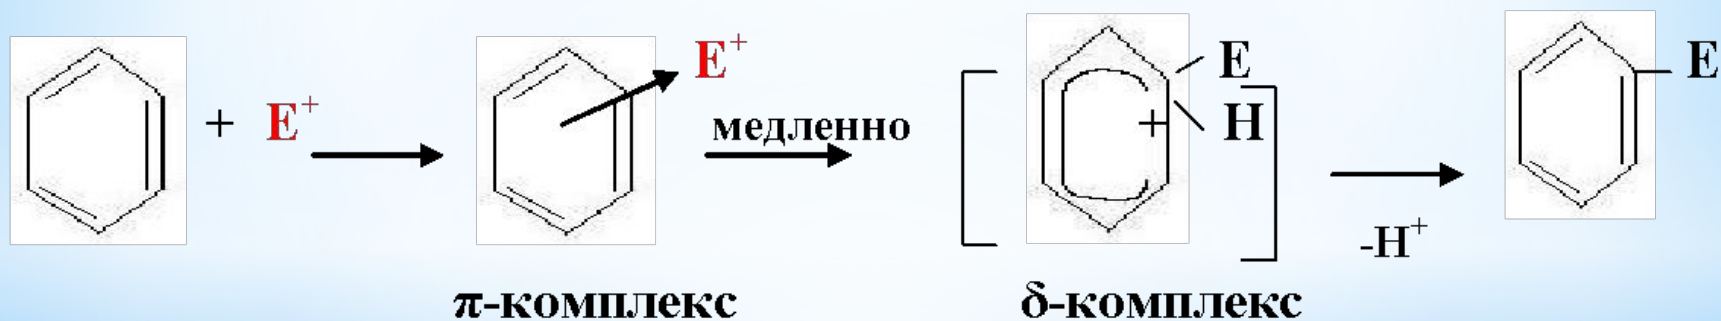 + E⁺
E⁺
медленно
E
H
+
-H⁺
E
π-комплекс
δ-комплекс